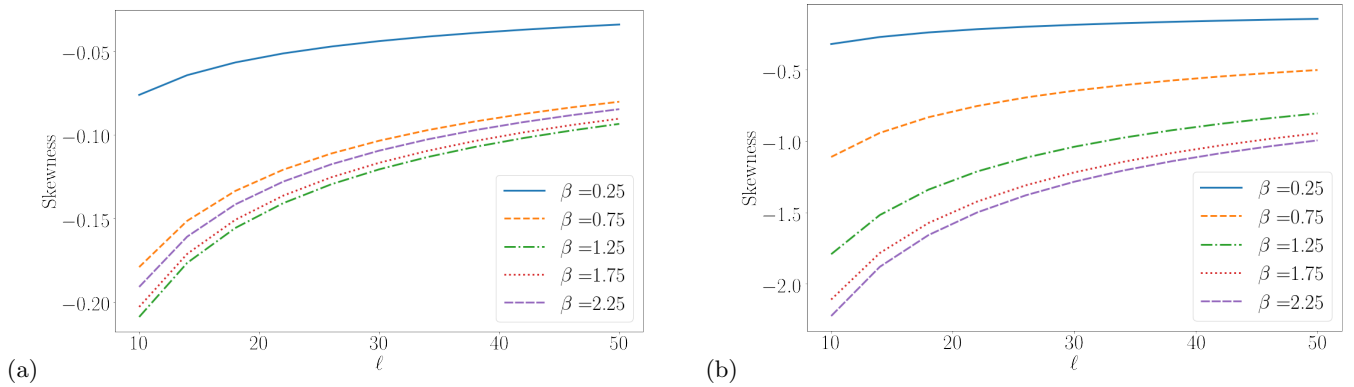 −0.05
−0.10
−0.15
−0.20
Skewness
10 20 30 40 50
ℓ
β =0.25
β =0.75
β =1.25
β =1.75
β =2.25
(a)
−0.5
−1.0
−1.5
−2.0
Skewness
10 20 30 40 50
ℓ
β =0.25
β =0.75
β =1.25
β =1.75
β =2.25
(b)